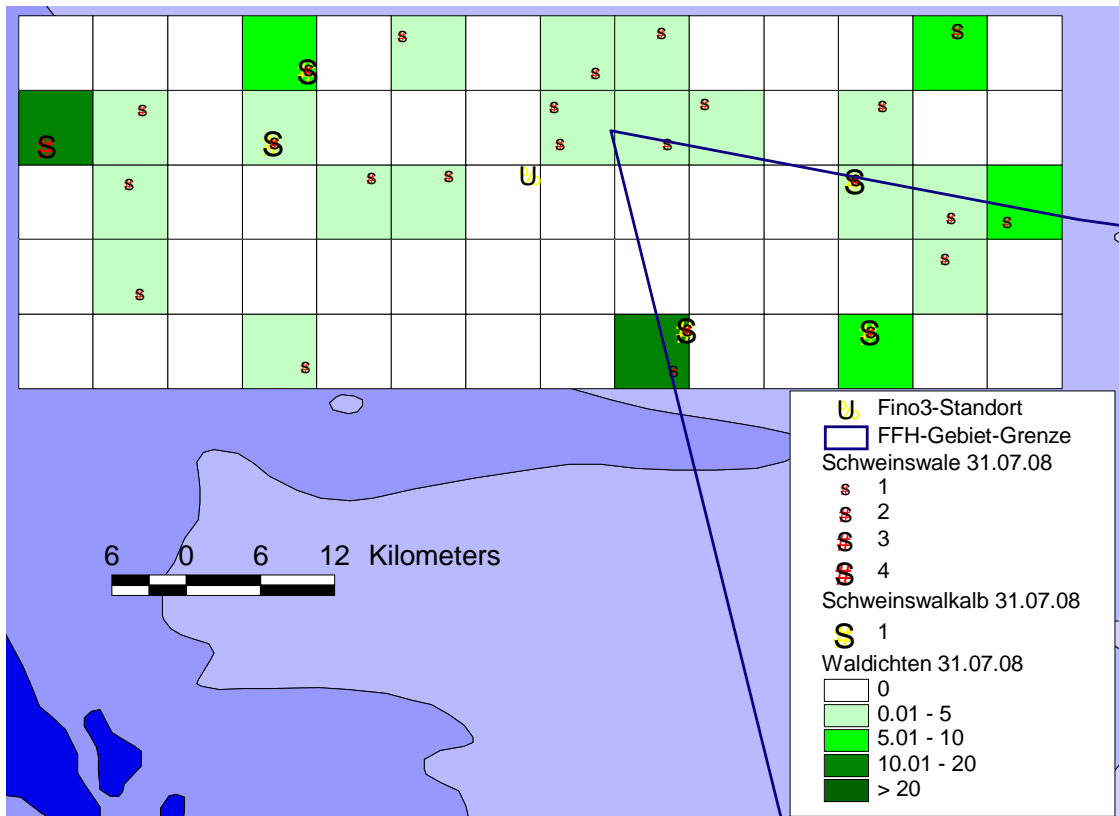 Fino3-Standort
FFH-Gebiet-Grenze
Schweinswale 31.07.08
1
2
3
4
Schweinswalkalb 31.07.08
1
Waldichten 31.07.08
0
0.01 - 5
5.01 - 10
10.01 - 20
> 20
6 0 6 12 Kilometers